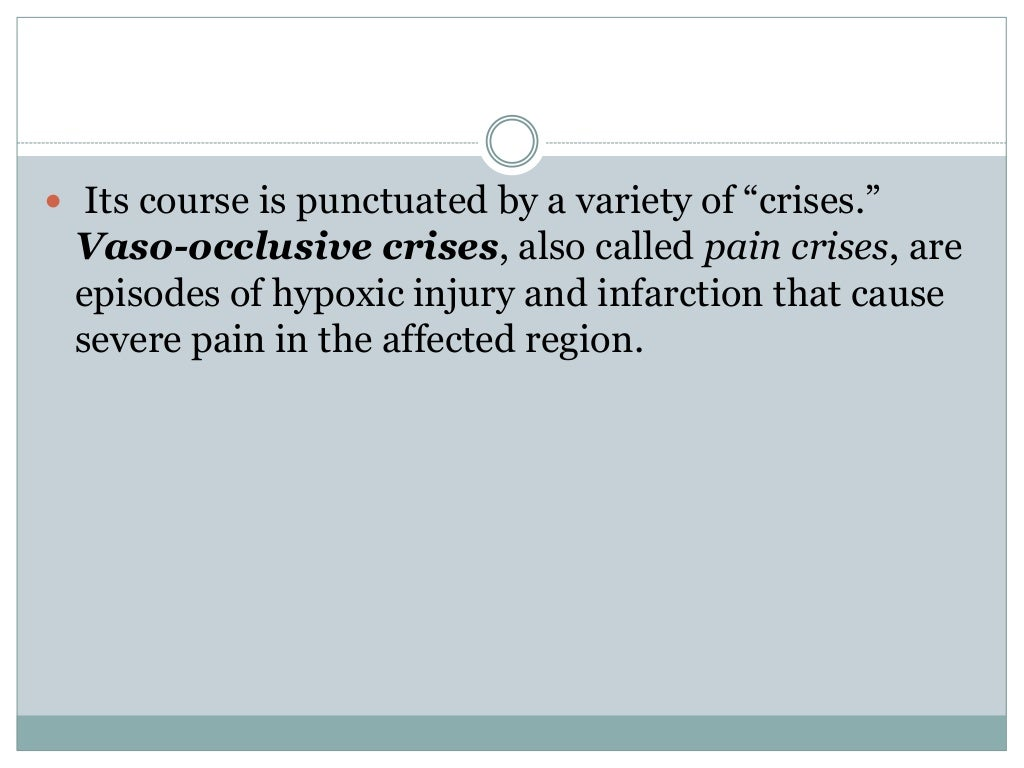 • Its course is punctuated by a variety of “crises.”
Vaso-occlusive crises, also called pain crises, are
episodes of hypoxic injury and infarction that cause
severe pain in the affected region.